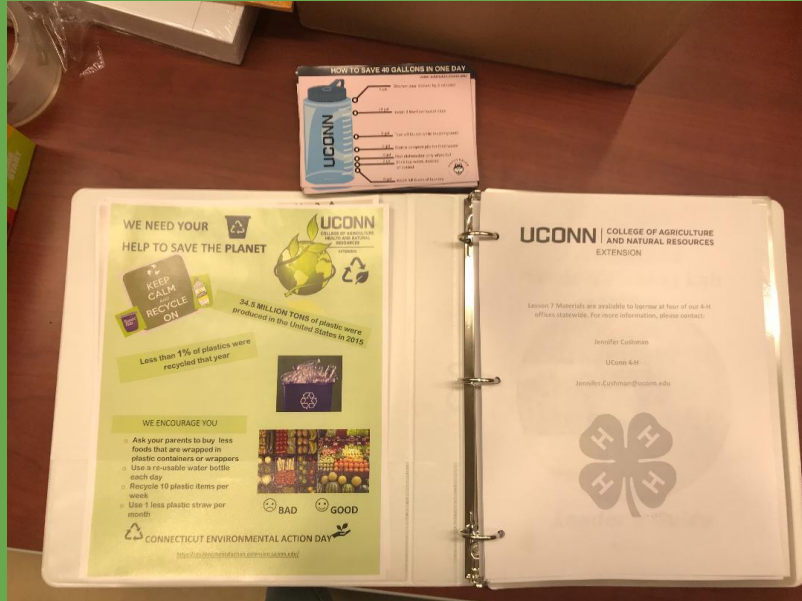 HOW TO SAVE 40 GALLONS IN ONE DAY
UCONN
WE NEED YOUR
HELP TO SAVE THE PLANET
UCONN
COLLEGE OF AGRICULTURE
HEALTH AND NATURAL
RESOURCES
EXTENSION
KEEP
CALM
AND
RECYCLE
ON
34.5 MILLION TONS of plastic were
produced in the United States in 2015
Less than 1% of plastics were
recycled that year
WE ENCOURAGE YOU
Ask your parents to buy less
foods that are wrapped in
plastic containers or wrappers
Use a re-usable water bottle
each day
Recycle 10 plastic items per
week
Use 1 less plastic straw per
month
BAD
GOOD
CONNECTICUT ENVIRONMENTAL ACTION DAY
UCONN | COLLEGE OF AGRICULTURE
AND NATURAL RESOURCES
EXTENSION
Lesson 7 Materials are available to borrow at four of our 4-H
offices statewide. For more information, please contact:
Jennifer Cushman
UConn 4-H
Jennifer.Cushman@uconn.edu
H H
H H